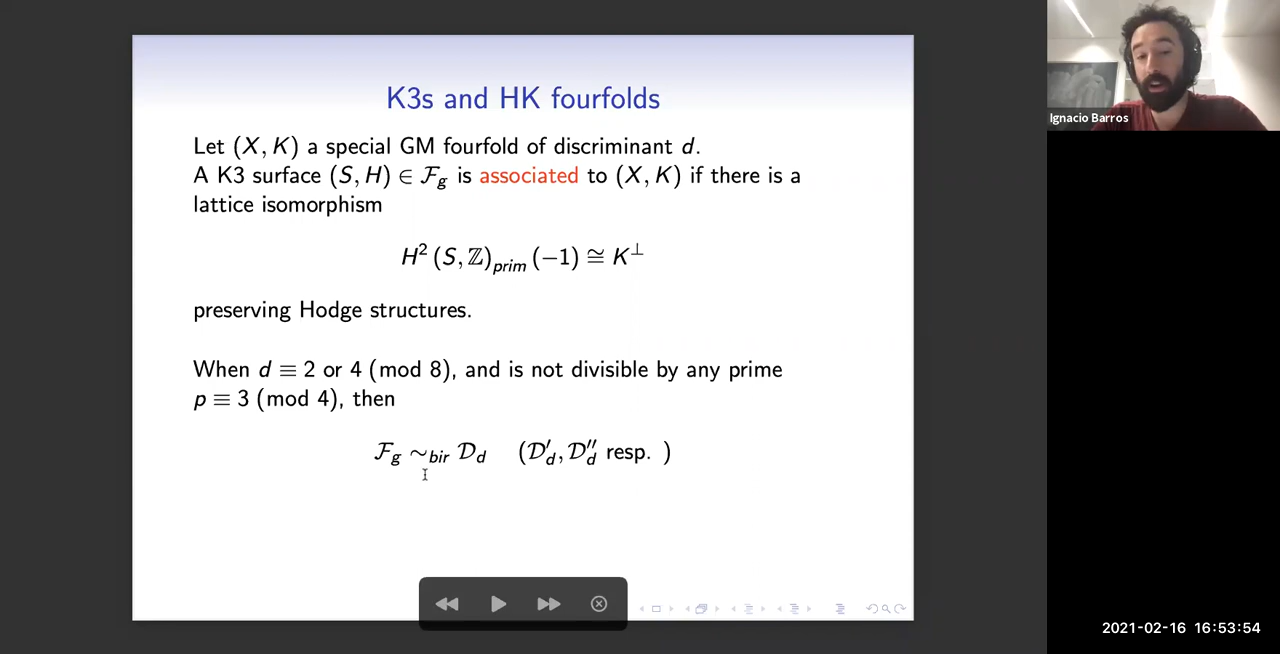 K3s and HK fourfolds
Let (X, K) a special GM fourfold of discriminant d.
A K3 surface (S, H) ∈ 𝓕_g is associated to (X, K) if there is a
lattice isomorphism
H² (S, ℤ)_prim (−1) ≅ K^⊥
preserving Hodge structures.
When d ≡ 2 or 4 (mod 8), and is not divisible by any prime
p ≡ 3 (mod 4), then
𝓕_g ∼_bir 𝓓_d (𝓓′_d, 𝓓″_d resp. )
Ignacio Barros
2021-02-16 16:53:54